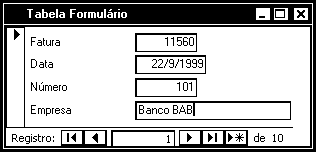 Tabela Formulário
Fatura 11560
Data 22/9/1999
Número 101
Empresa Banco BAB
Registro: 1 de 10